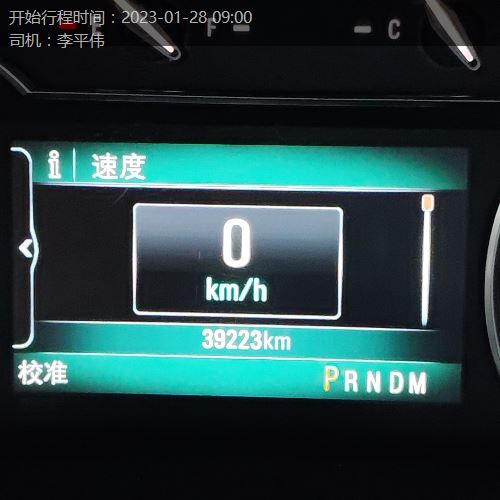 开始行程时间：2023-01-28 09:00
司机：李平伟
F
C
i 速度
0
km/h
39223km
校准
PRNDM